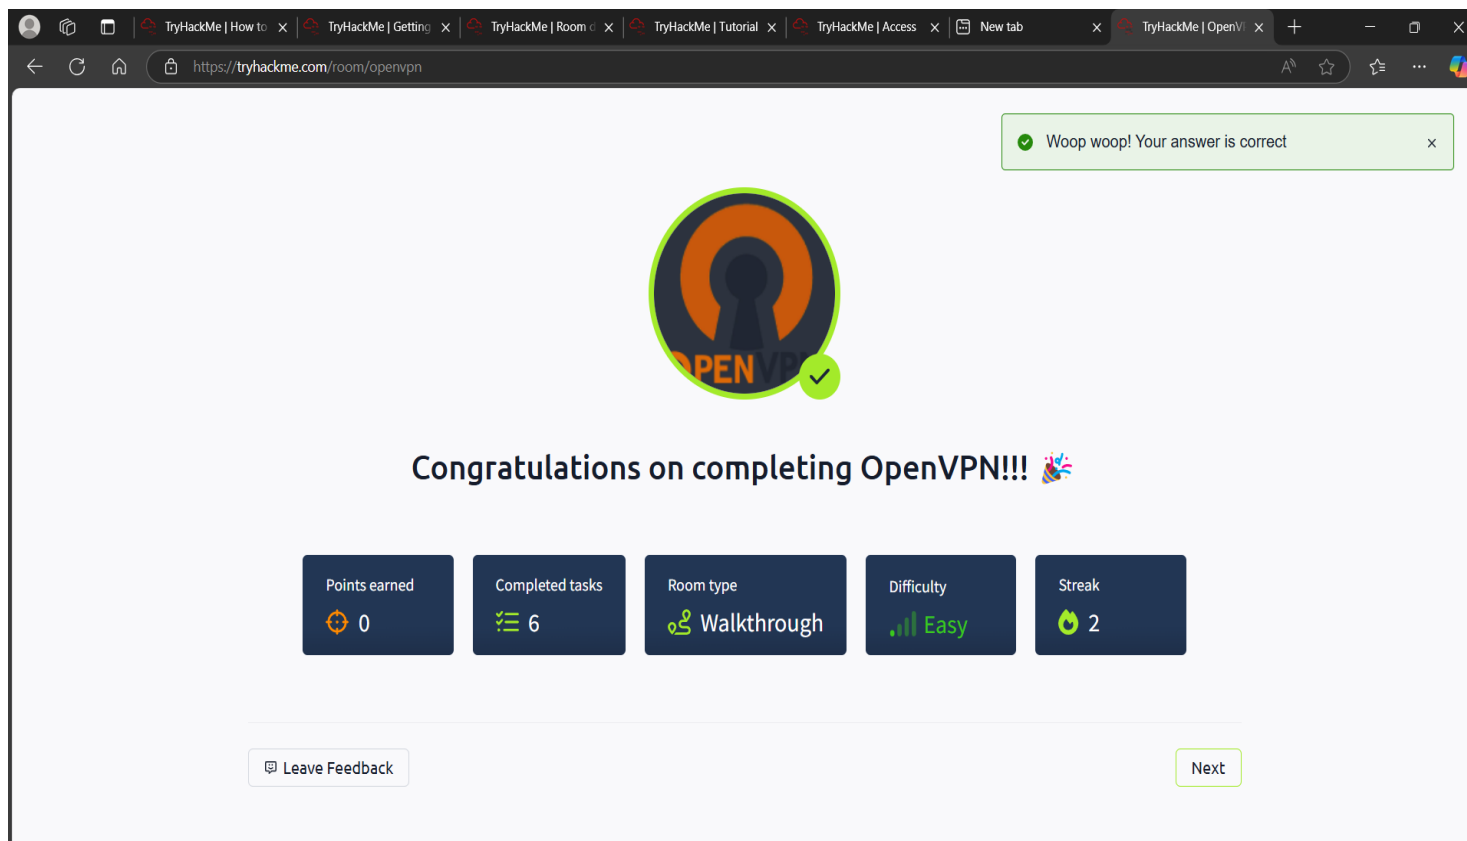 TryHackMe | How to
TryHackMe | Getting
TryHackMe | Room d
TryHackMe | Tutorial
TryHackMe | Access
New tab
TryHackMe | OpenVP
https://tryhackme.com/room/openvpn
Woop woop! Your answer is correct
OPENVPN
Congratulations on completing OpenVPN!!! 🎉
Points earned
0
Completed tasks
6
Room type
Walkthrough
Difficulty
Easy
Streak
2
Leave Feedback
Next